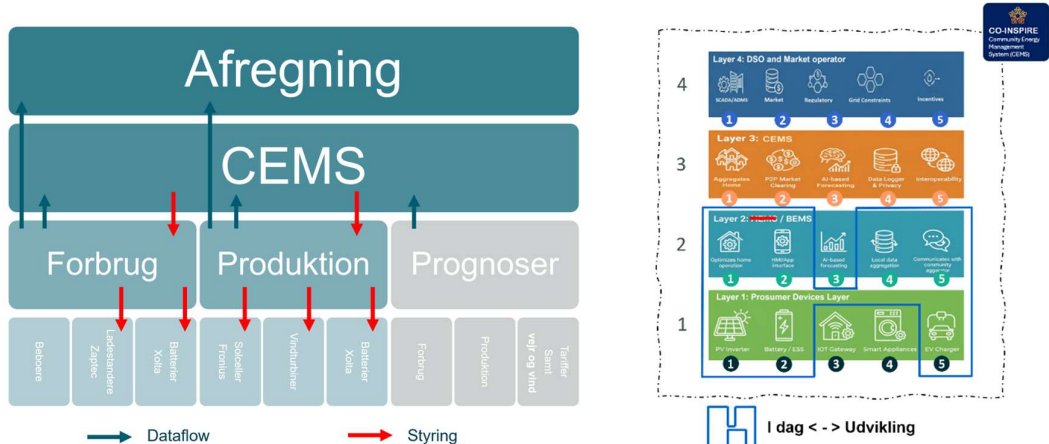 Afregning
CEMS
Forbrug
Produktion
Prognoser
Beboere
Ladestandere
Zaptec
Batterier
Xolta
Solceller
Fronius
Vindturbiner
Batterier
Xolta
Forbrug
Produktion
Tariffer
Samt
vejr og vind
Dataflow
Styring
CO-INSPIRE
Community Energy
Management
System (CEMS)
4
Layer 4: DSO and Market operator
SCADA/ADMS
Market
Regulatory
Grid Constraints
Incentives
1 2 3 4 5
3
Layer 3: CEMS
Aggregates
Home
P2P Market
Clearing
AI-based
Forecasting
Data Logger
& Privacy
Interoperability
1 2 3 4 5
2
Layer 2: / BEMS
Optimizes home
operation
HMI/App
interface
AI-based
forecasting
Local data
aggregation
Communicates with
community
1 2 3 4 5
1
Layer 1: Prosumer Devices Layer
PV Inverter
Battery / ESS
IOT Gateway
Smart Appliances
EV Charger
1 2 3 4 5
I dag < - > Udvikling